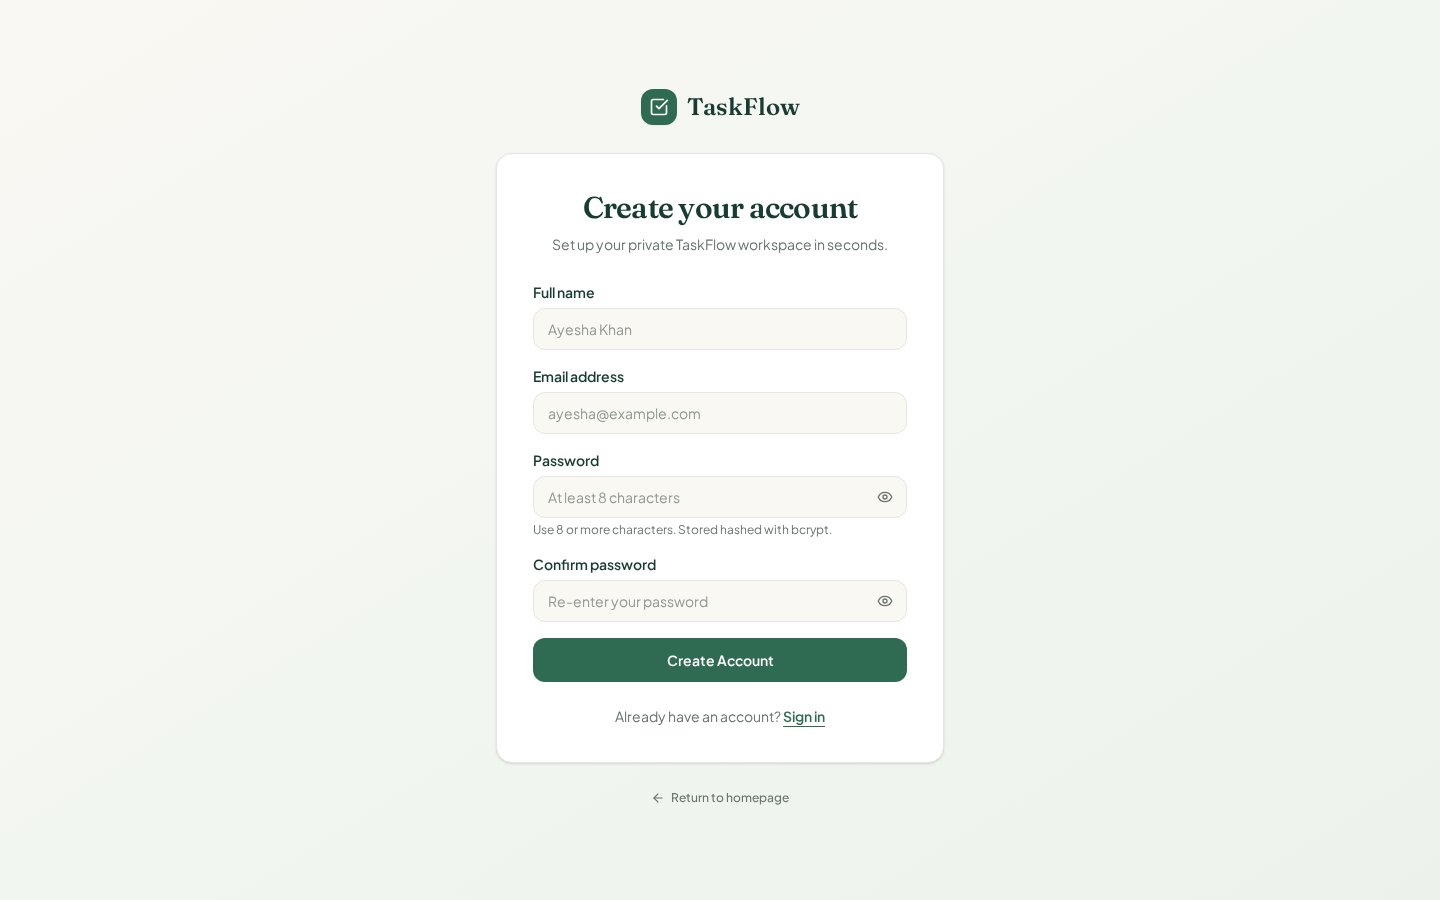 TaskFlow
Create your account
Set up your private TaskFlow workspace in seconds.
Full name
Ayesha Khan
Email address
ayesha@example.com
Password
At least 8 characters
Use 8 or more characters. Stored hashed with bcrypt.
Confirm password
Re-enter your password
Create Account
Already have an account? Sign in
Return to homepage